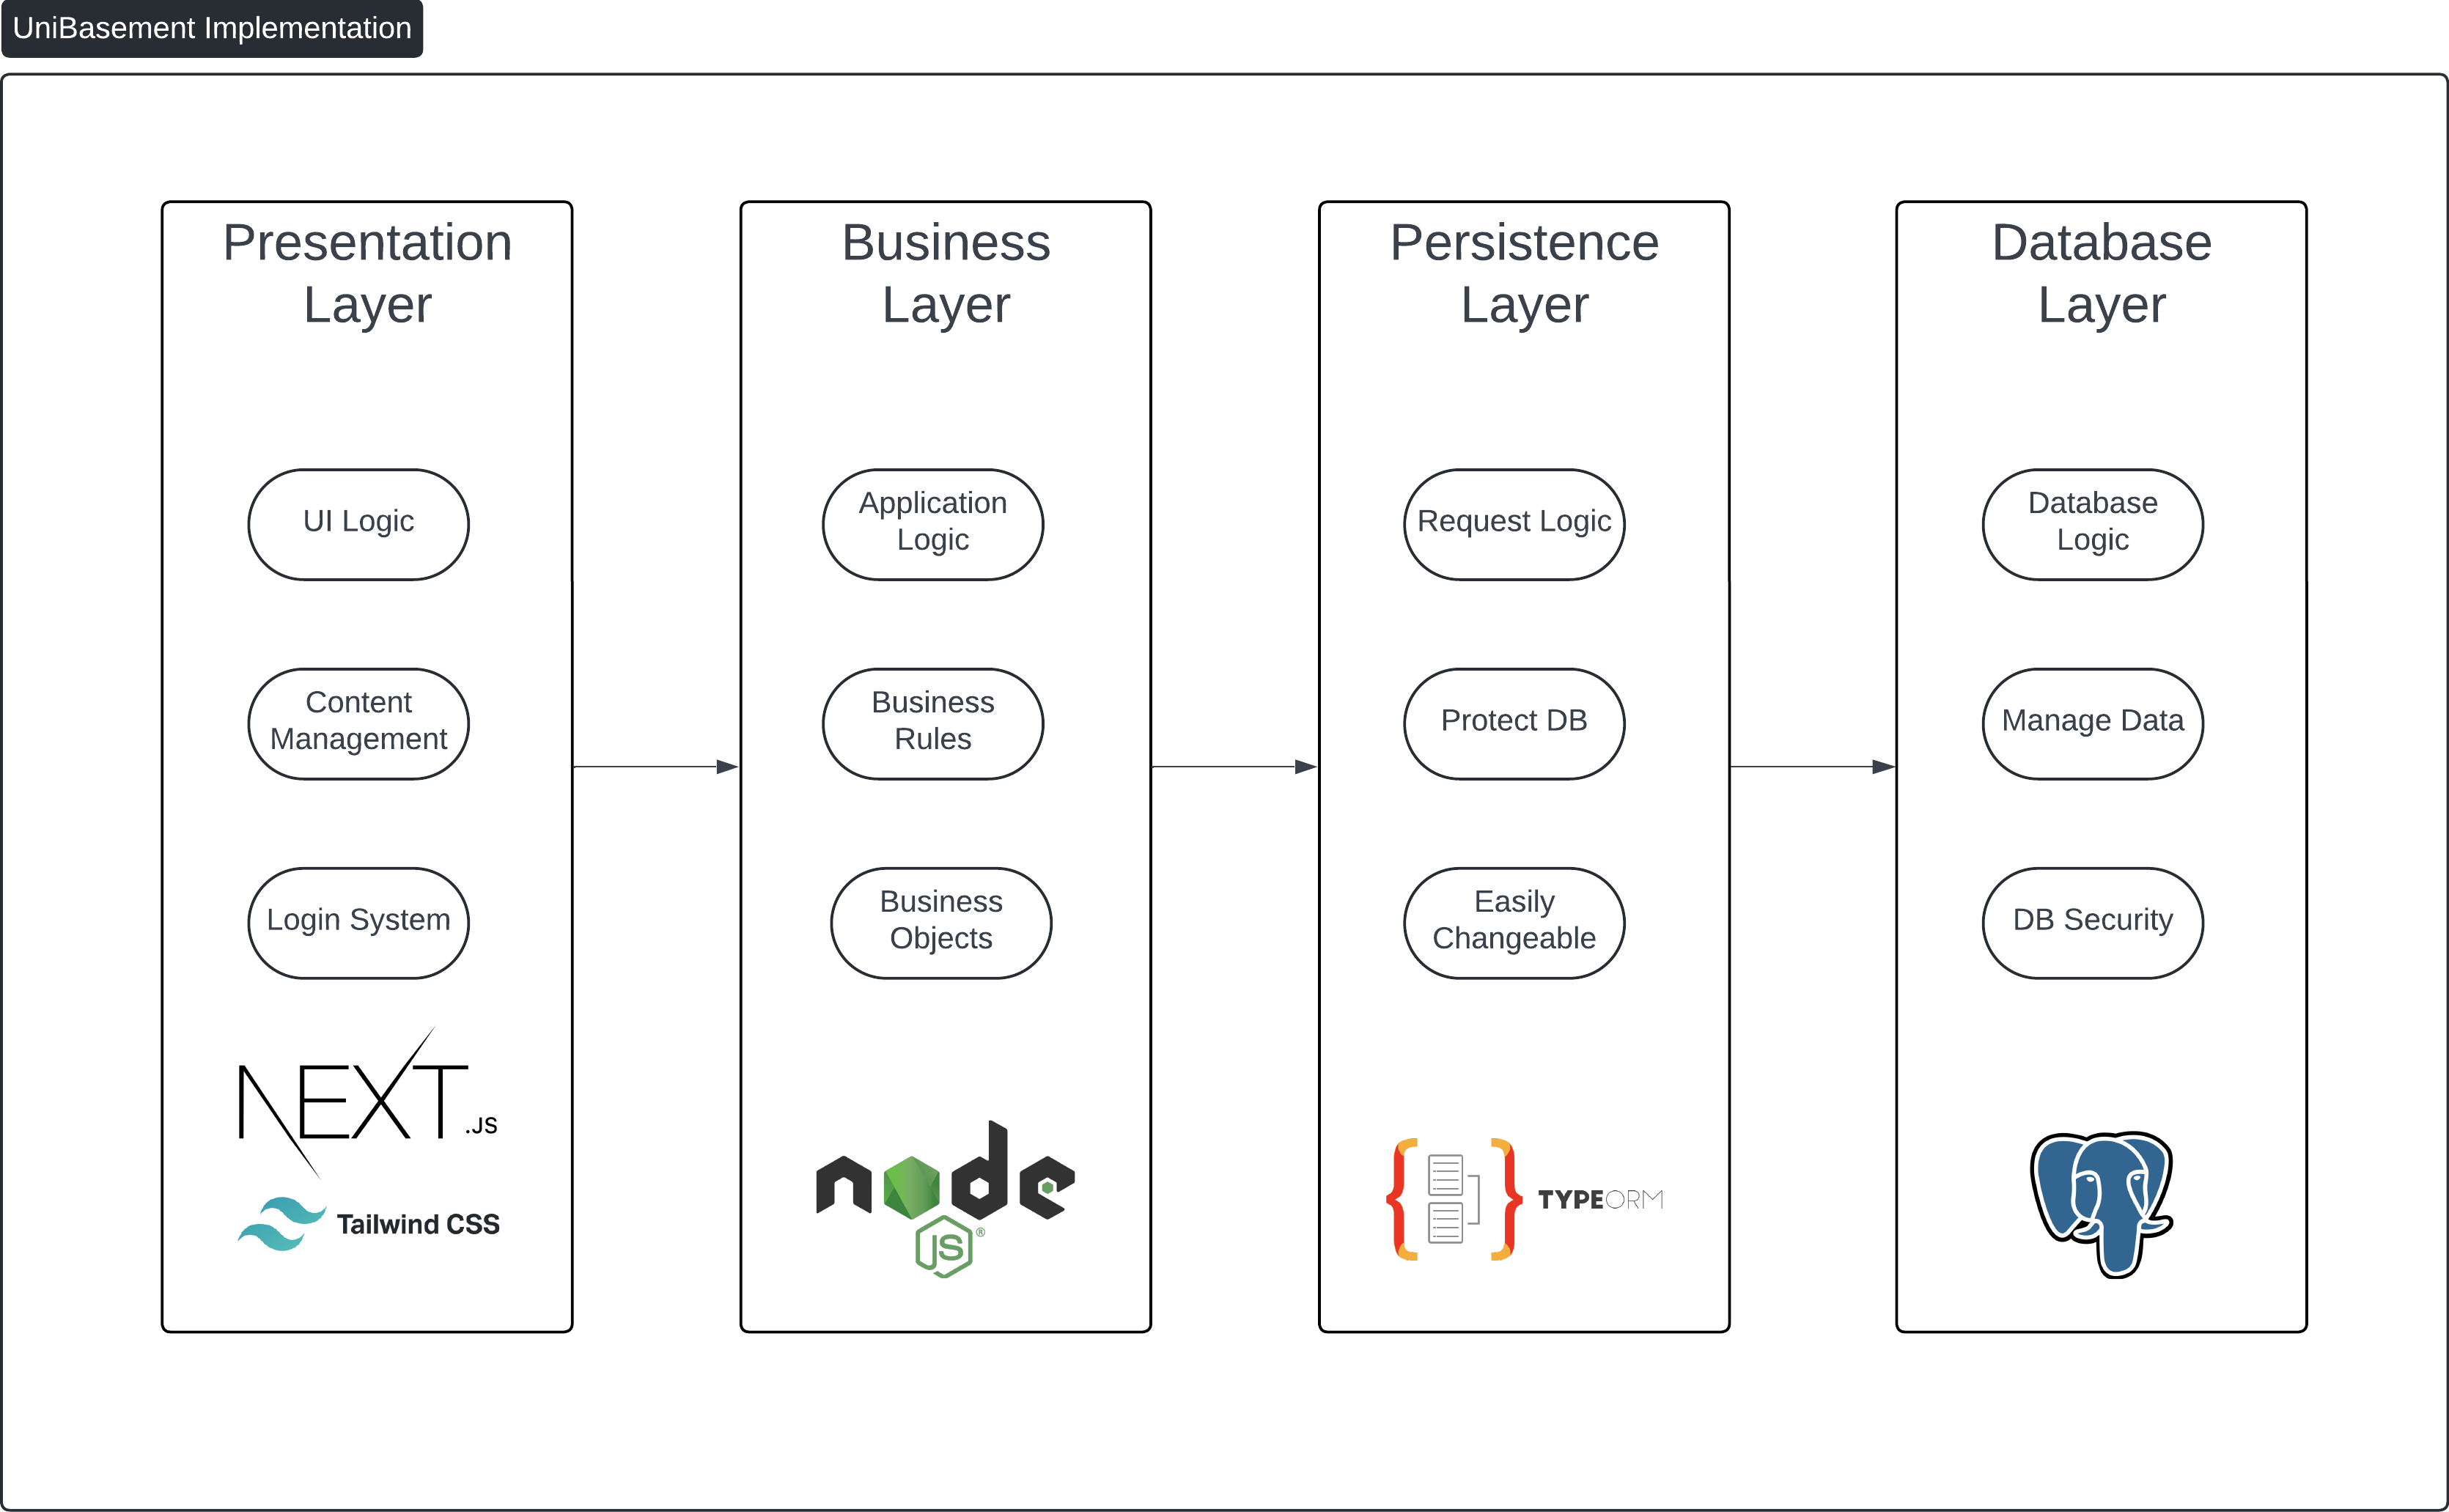 UniBasement Implementation
Presentation
Layer
UI Logic
Content
Management
Login System
NEXT.JS
Tailwind CSS
Business
Layer
Application
Logic
Business
Rules
Business
Objects
node
JS®
Persistence
Layer
Request Logic
Protect DB
Easily
Changeable
TYPEORM
Database
Layer
Database
Logic
Manage Data
DB Security